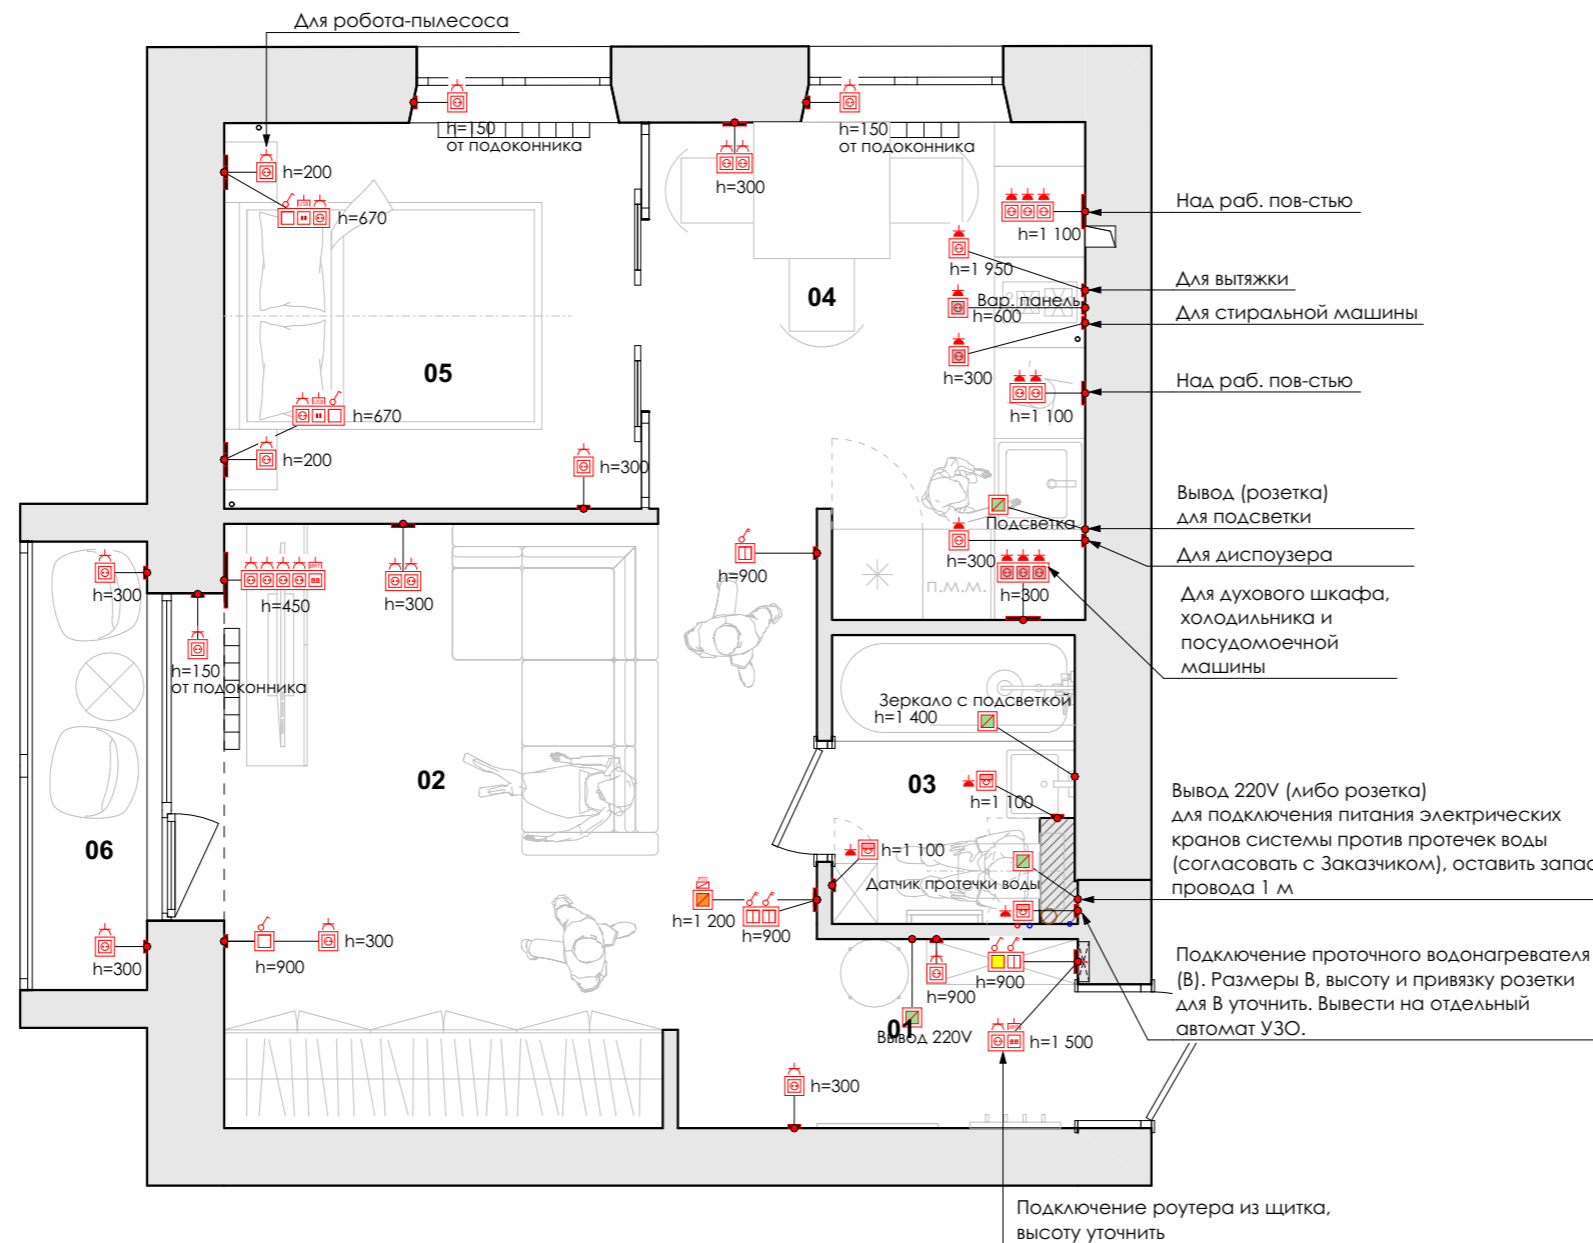 Для робота-пылесоса
h=150
от подоконника
h=150
от подоконника
h=200
h=670
h=300
h=1 100
Над раб. пов-стью
h=1 950
Для вытяжки
04
Вар. панель
h=600
Для стиральной машины
05
h=300
Над раб. пов-стью
h=670
h=1 100
h=200
h=300
Вывод (розетка)
для подсветки
Подсветка
h=300
Для диспоузера
h=900
П.М.М.
h=300
Для духового шкафа,
холодильника и
посудомоечной
машины
h=300
h=450
h=300
h=150
от подоконника
Зеркало с подсветкой
h=1 400
02
03
h=1 100
Вывод 220V (либо розетка)
для подключения питания электрических
кранов системы против протечек воды
(согласовать с Заказчиком), оставить запас
провода 1 м
06
h=1 100
Датчик протечки воды
h=1 200
h=900
h=300
h=900
h=300
h=900
h=900
Подключение проточного водонагревателя
(В). Размеры В, высоту и привязку розетки
для В уточнить. Вывести на отдельный
автомат УЗО.
01
Вывод 220V
h=1 500
h=300
Подключение роутера из щитка,
высоту уточнить